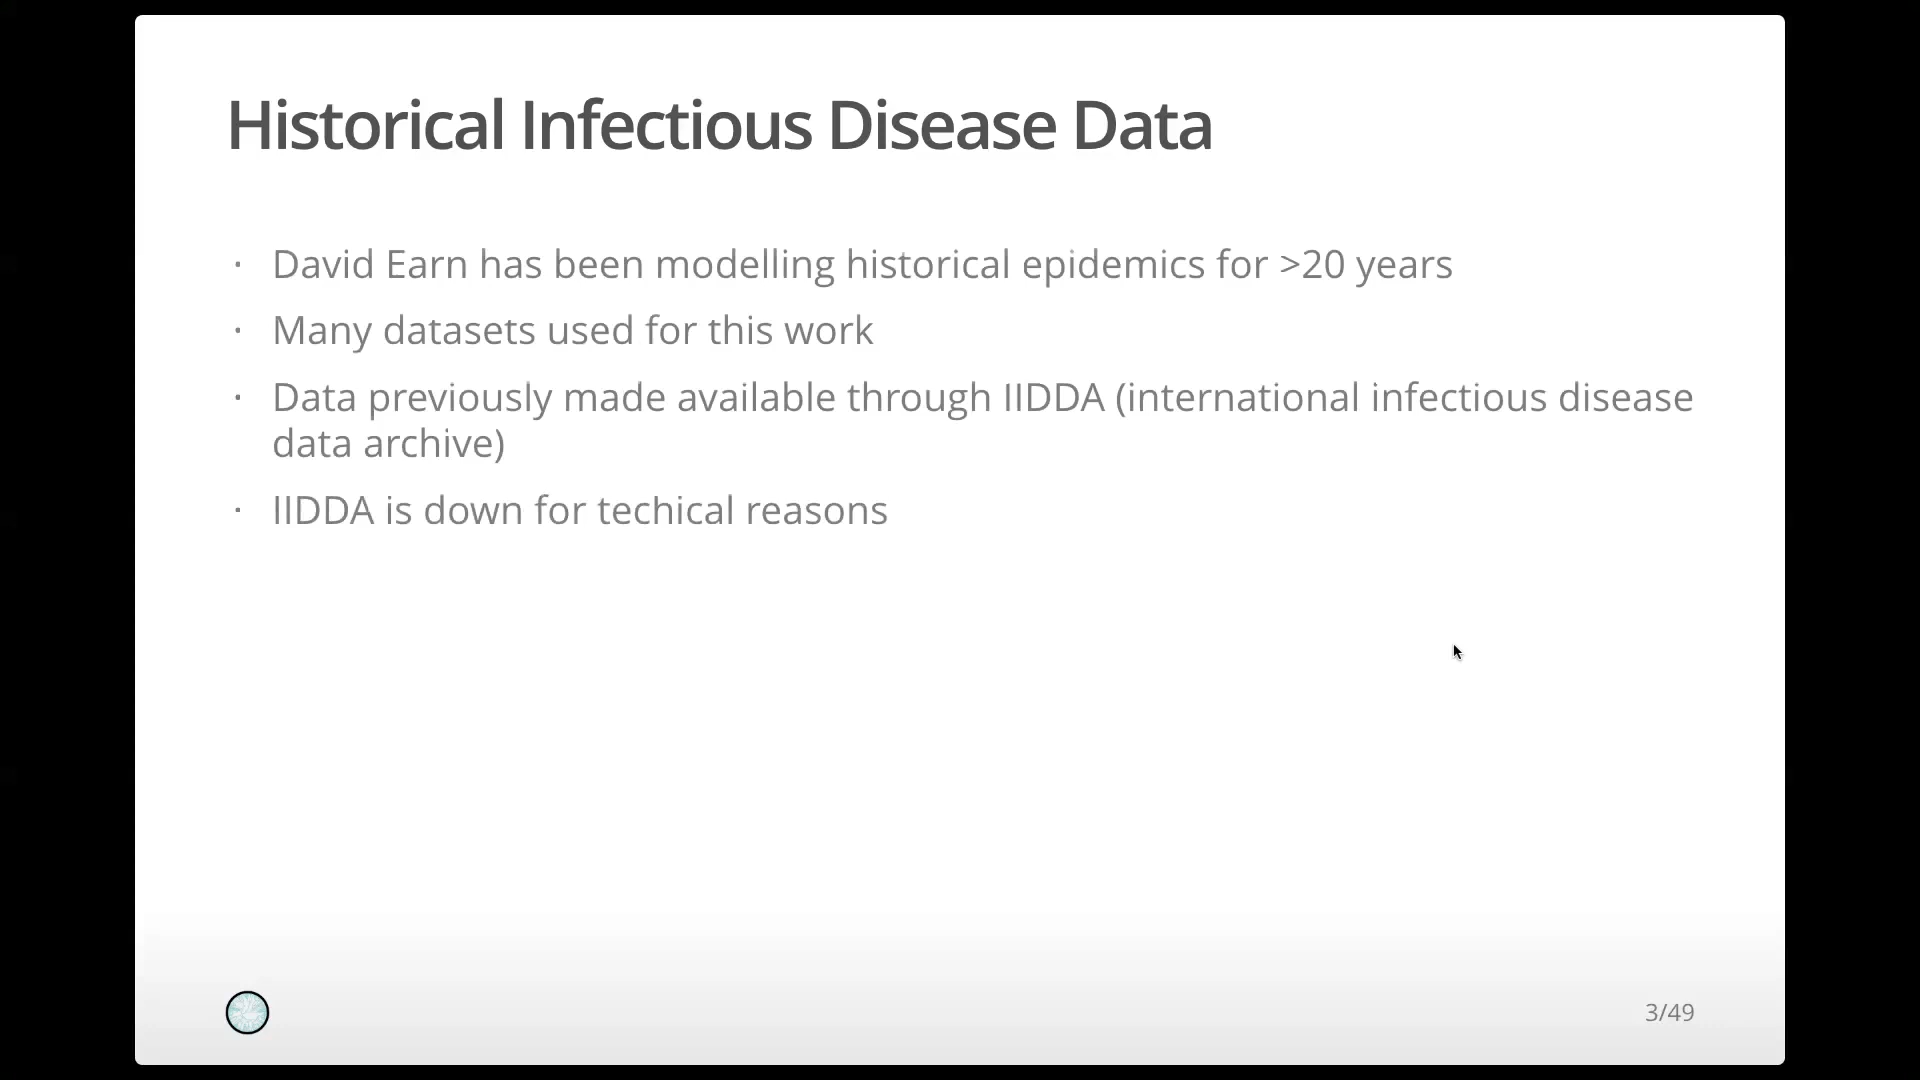 Historical Infectious Disease Data
· David Earn has been modelling historical epidemics for >20 years
· Many datasets used for this work
· Data previously made available through IIDDA (international infectious disease
data archive)
· IIDDA is down for techical reasons
3/49